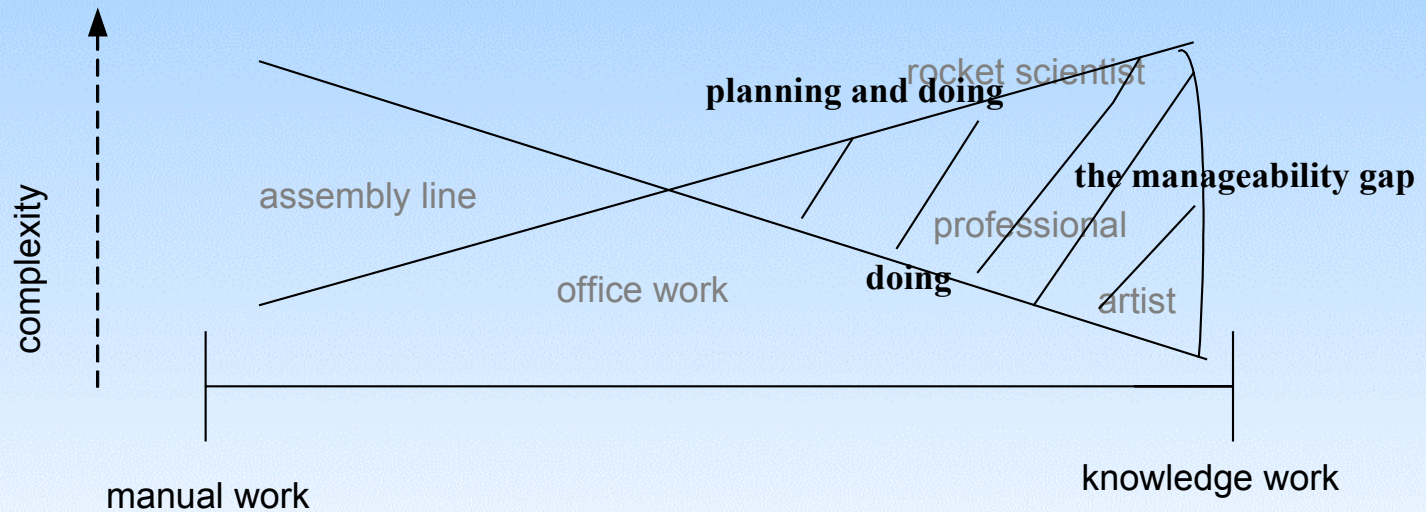 rocket scientist
planning and doing
the manageability gap
assembly line
professional
complexity
doing
office work
artist
knowledge work
manual work